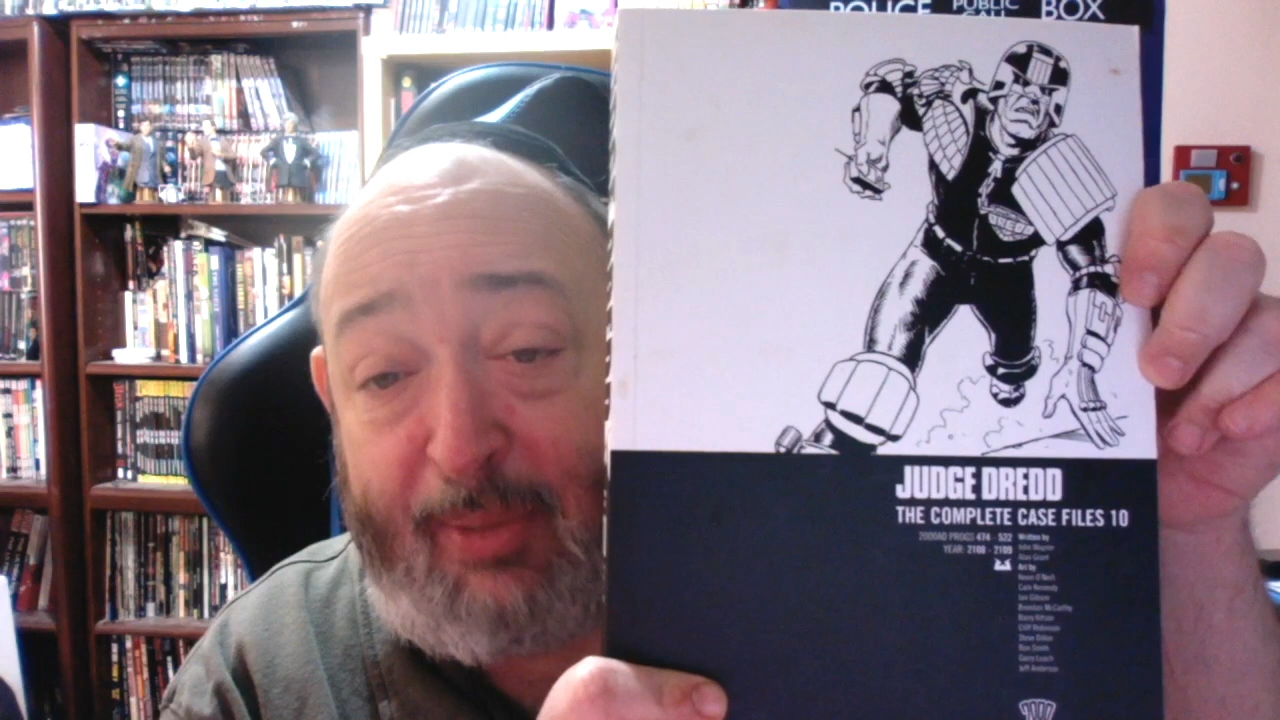 POLICE PUBLIC CALL BOX
DREDD
JUDGE DREDD
THE COMPLETE CASE FILES 10
2000AD PROGS 474 - 522
YEAR: 2108 - 2109
Written by
John Wagner
Alan Grant
Art by
Kevin O'Neill
Cam Kennedy
Ian Gibson
Brendan McCarthy
Barry Kitson
Cliff Robinson
Steve Dillon
Ron Smith
Garry Leach
Jeff Anderson
2000